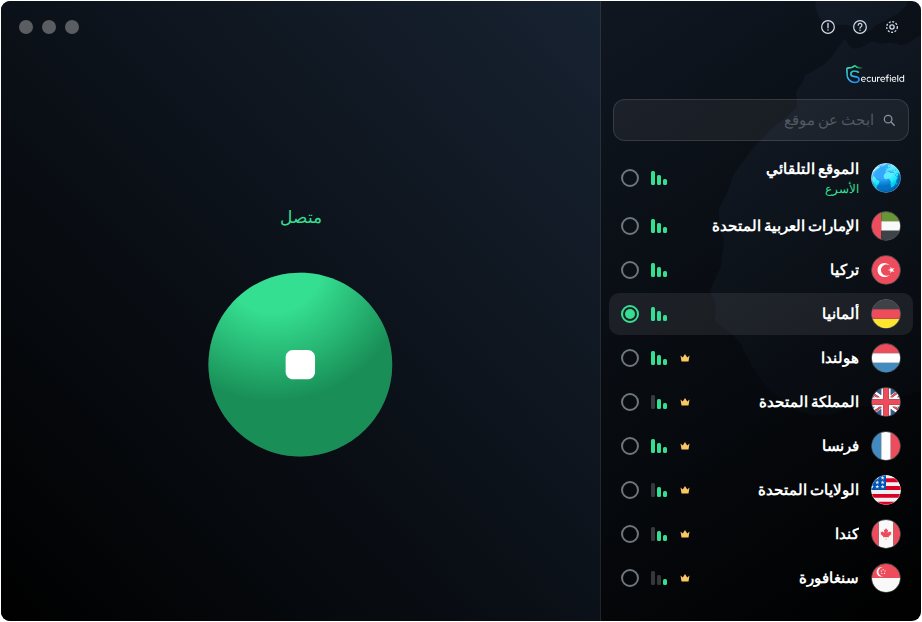 Securefield
ابحث عن موقع
الموقع التلقائي
الأسرع
الإمارات العربية المتحدة
تركيا
ألمانيا
هولندا
المملكة المتحدة
فرنسا
الولايات المتحدة
كندا
سنغافورة
متصل